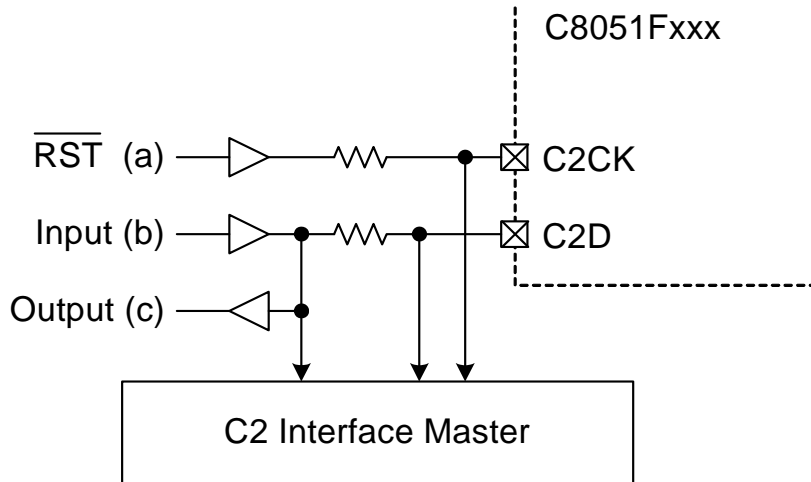 C8051Fxxx
RST (a)
C2CK
Input (b)
C2D
Output (c)
C2 Interface Master